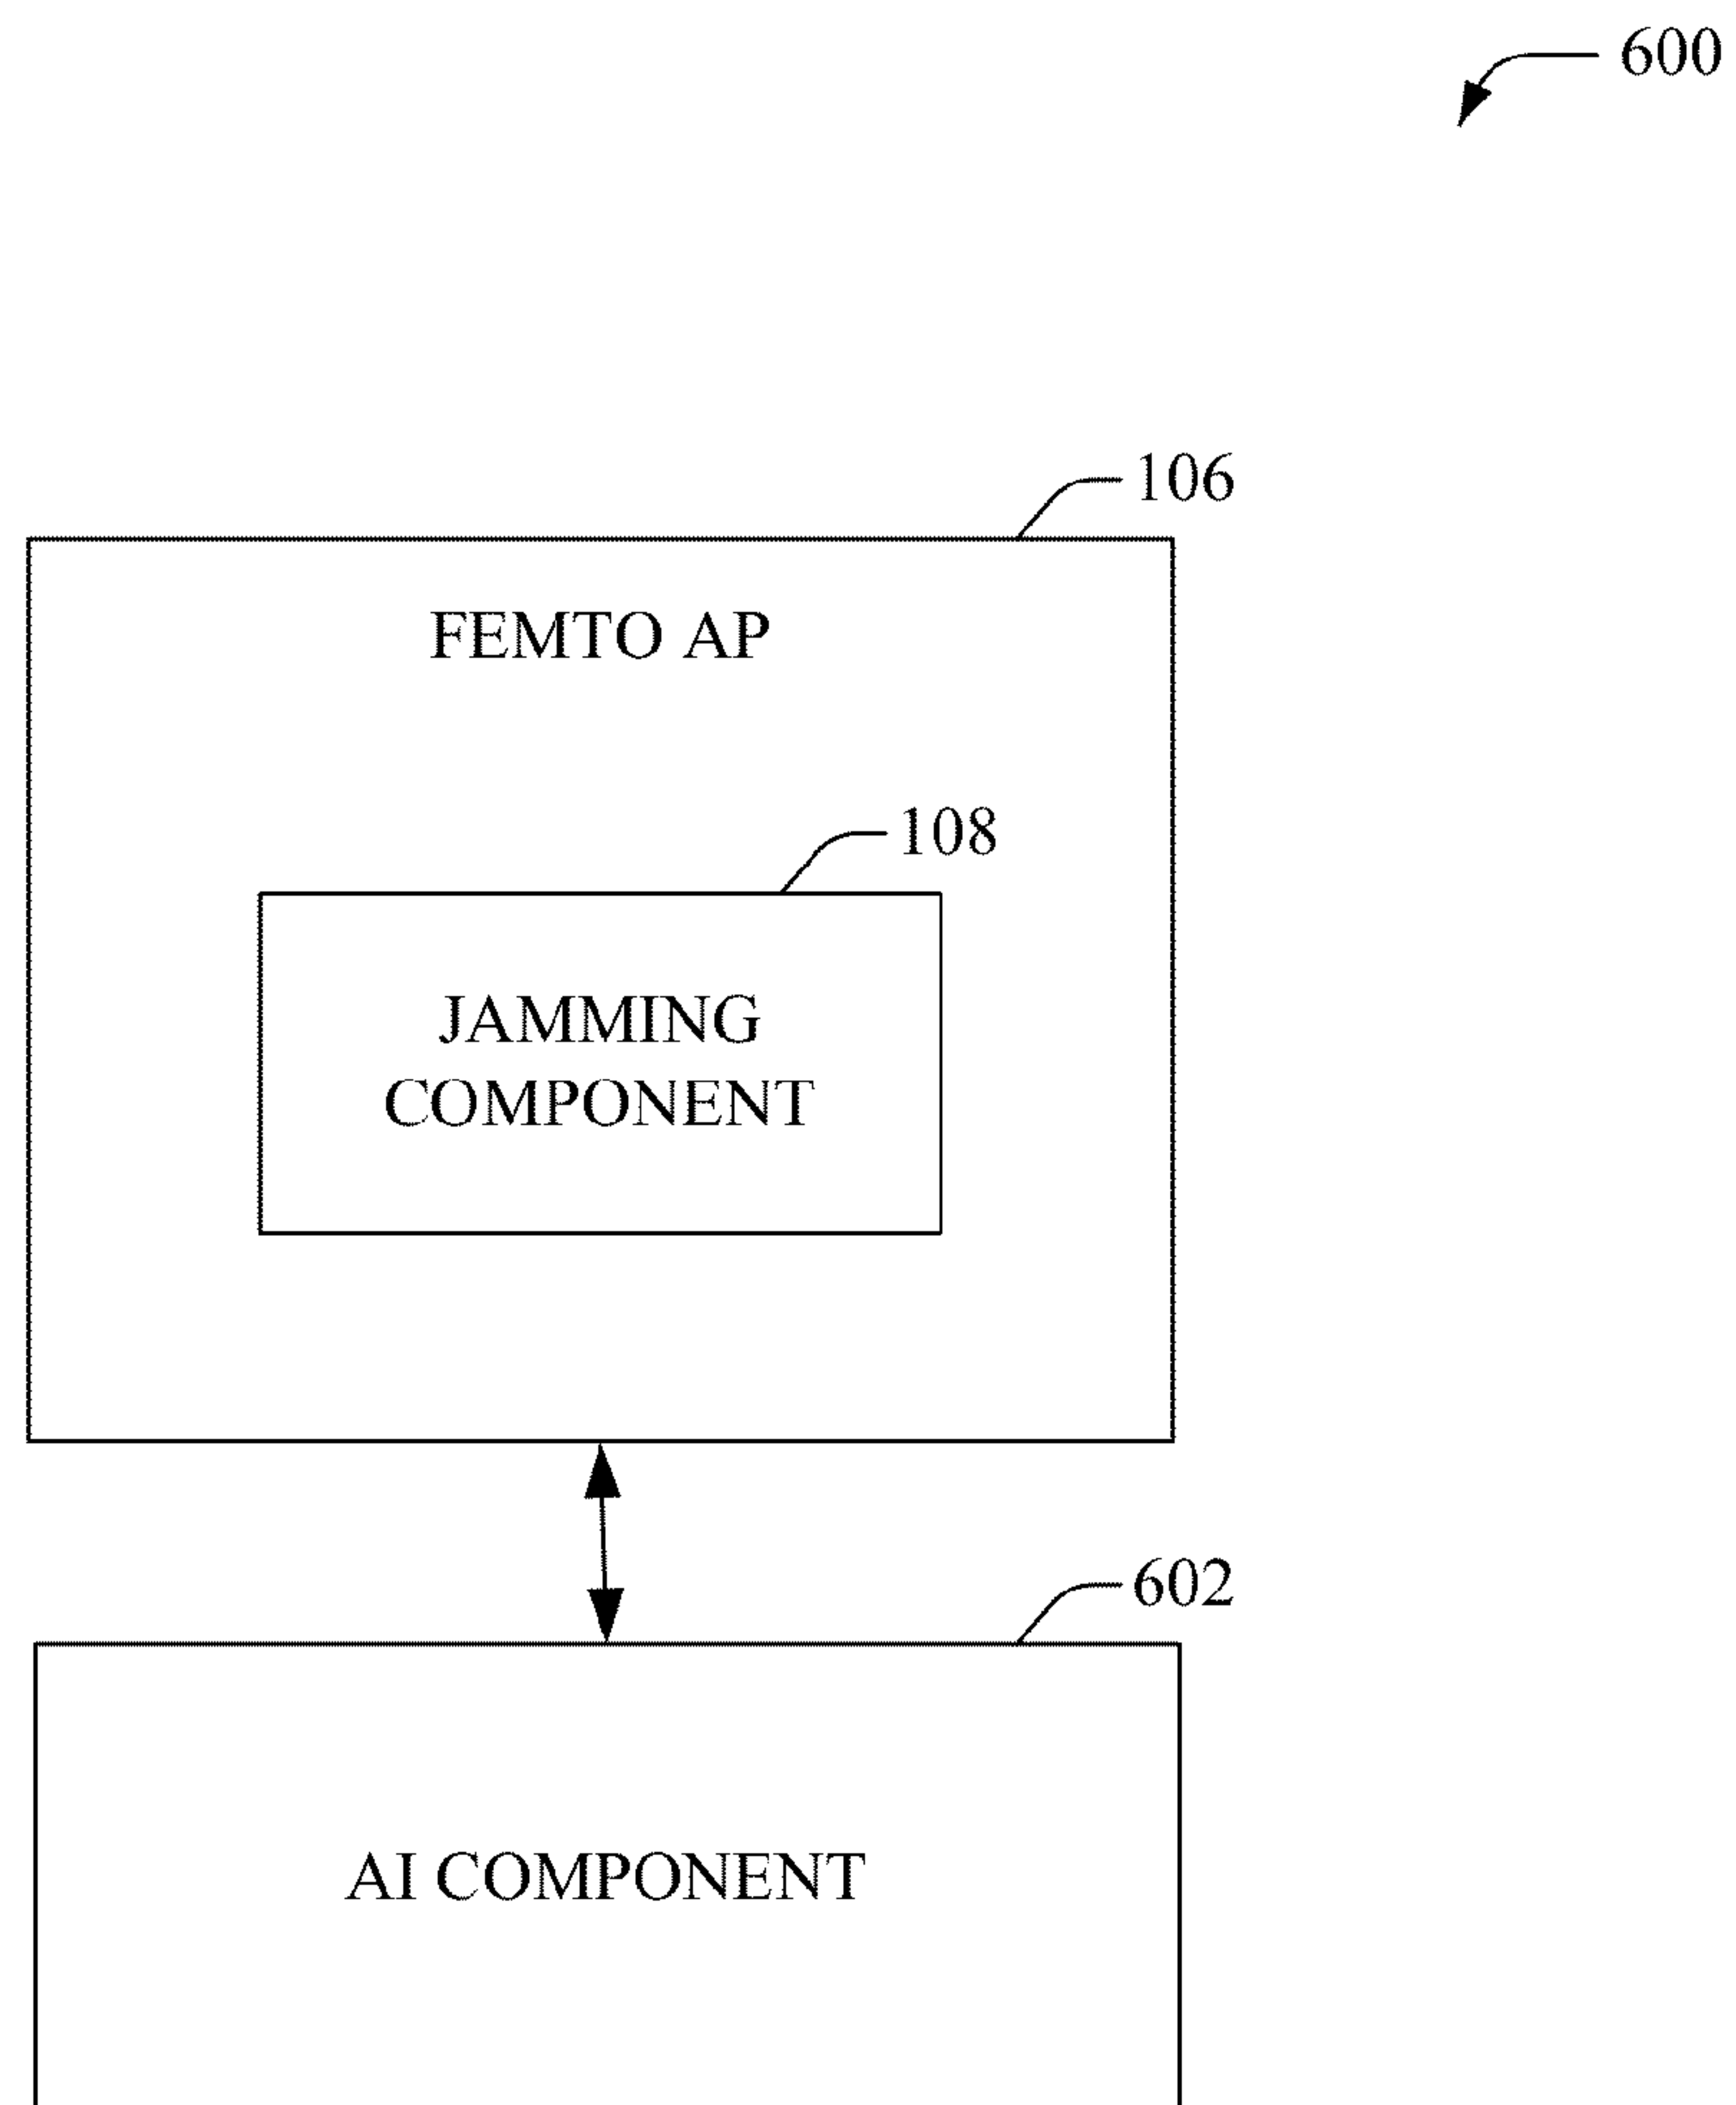 600
106
FEMTO AP
108
JAMMING
COMPONENT
602
AI COMPONENT